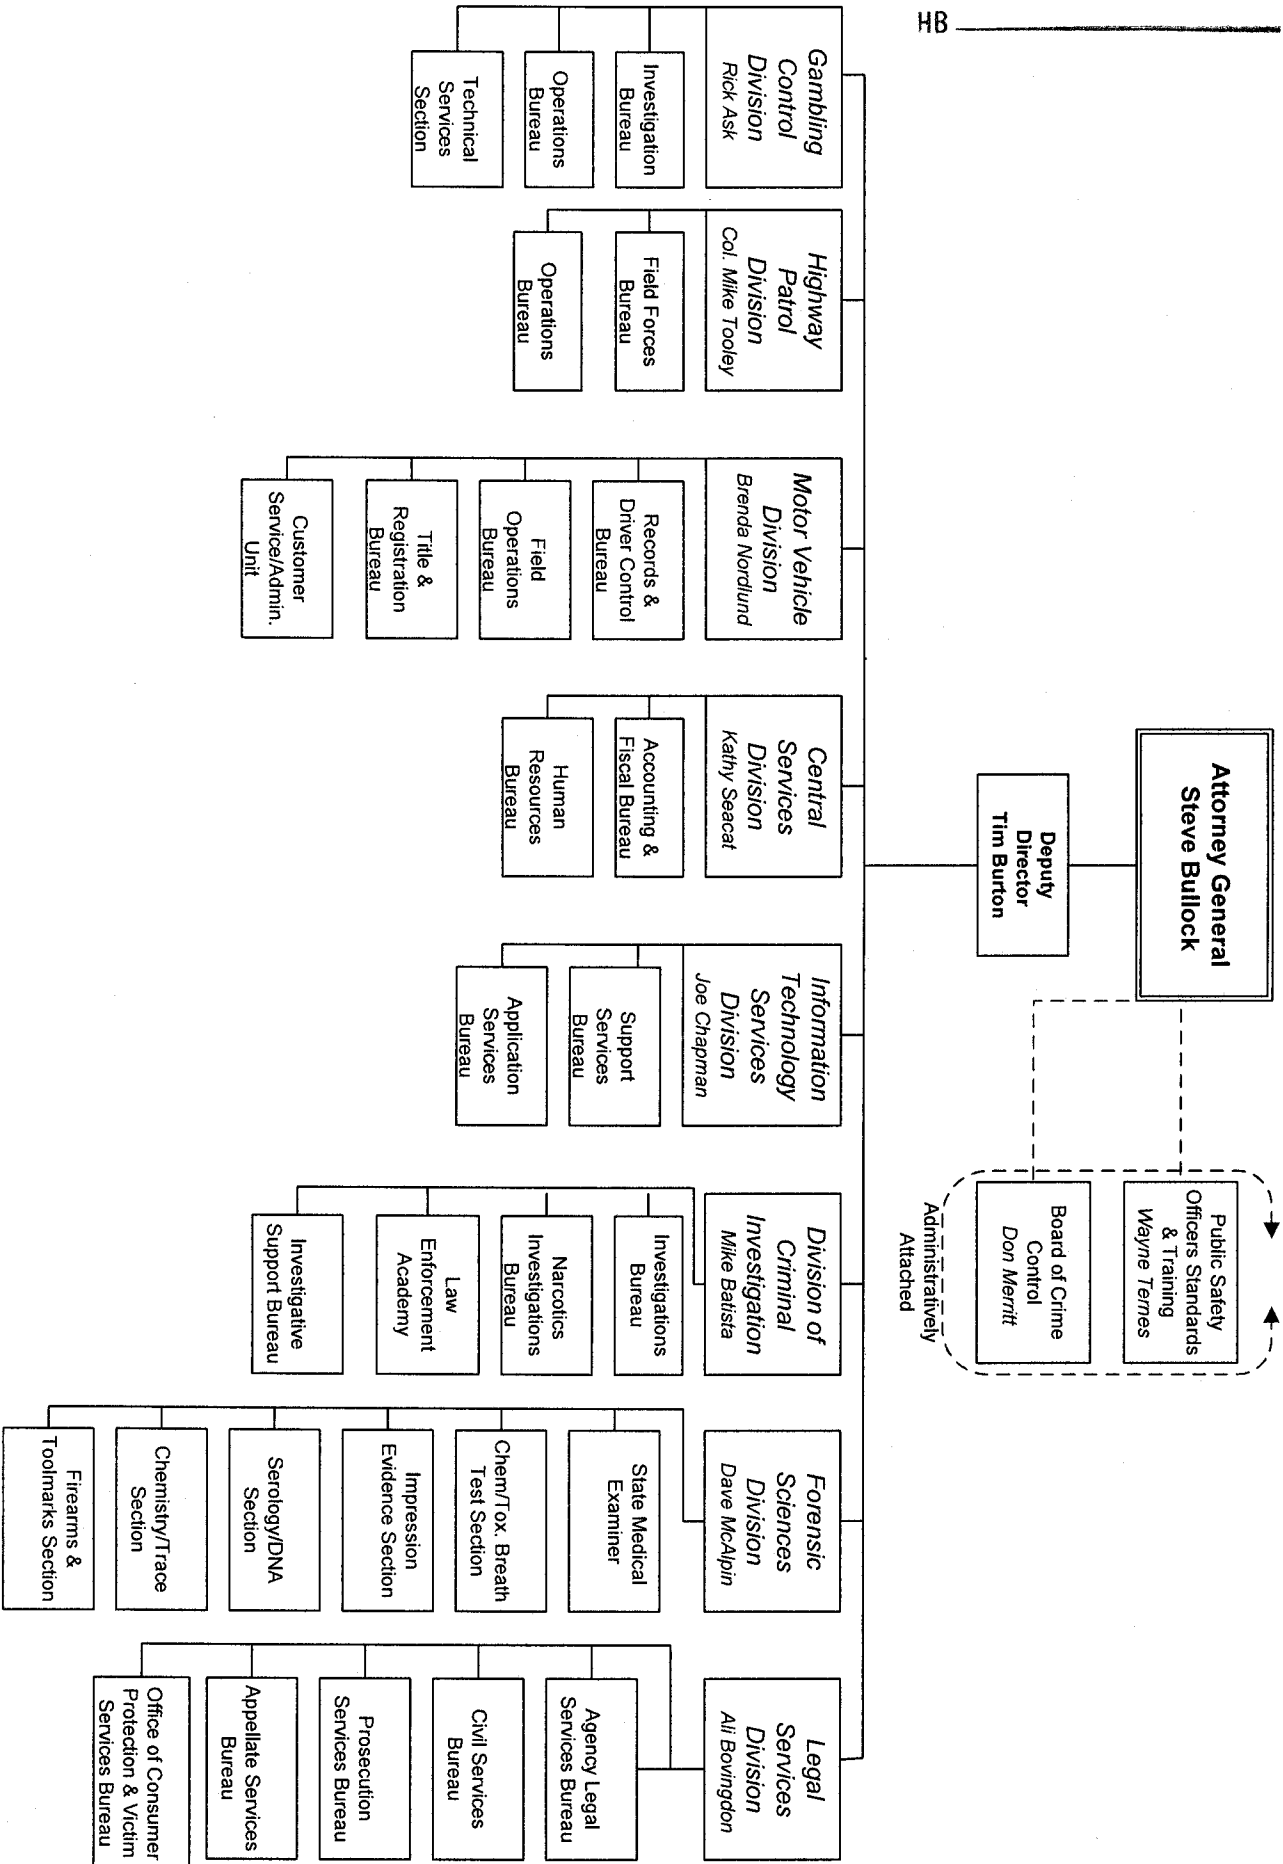 HB
Attorney General
Steve Bullock
Deputy
Director
Tim Burton
Public Safety
Officers Standards
& Training
Wayne Ternes
Board of Crime
Control
Don Merritt
Administratively
Attached
Gambling
Control
Division
Rick Ask
Investigation
Bureau
Operations
Bureau
Technical
Services
Section
Highway
Patrol
Division
Col. Mike Tooley
Field Forces
Bureau
Operations
Bureau
Motor Vehicle
Division
Brenda Nordlund
Records &
Driver Control
Bureau
Field
Operations
Bureau
Title &
Registration
Bureau
Customer
Service/Admin.
Unit
Central
Services
Division
Kathy Seacat
Accounting &
Fiscal Bureau
Human
Resources
Bureau
Information
Technology
Services
Division
Joe Chapman
Support
Services
Bureau
Application
Services
Bureau
Division of
Criminal
Investigation
Mike Batista
Investigations
Bureau
Narcotics
Investigations
Bureau
Law
Enforcement
Academy
Investigative
Support Bureau
Forensic
Sciences
Division
Dave McAlpin
State Medical
Examiner
Chem/Tox. Breath
Test Section
Impression
Evidence Section
Serology/DNA
Section
Chemistry/Trace
Section
Firearms &
Toolmarks Section
Legal
Services
Division
Ali Bovingdon
Agency Legal
Services Bureau
Civil Services
Bureau
Prosecution
Services Bureau
Appellate Services
Bureau
Office of Consumer
Protection & Victim
Services Bureau